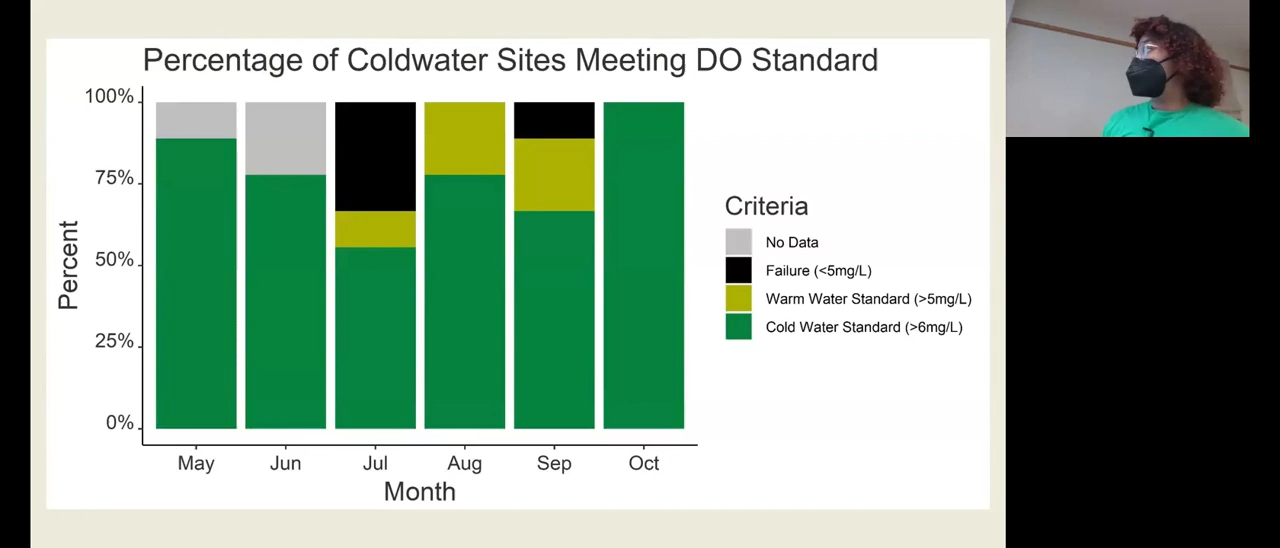 Percentage of Coldwater Sites Meeting DO Standard
100%
75%
50%
25%
0%
Percent
May Jun Jul Aug Sep Oct
Month
Criteria
No Data
Failure (<5mg/L)
Warm Water Standard (>5mg/L)
Cold Water Standard (>6mg/L)